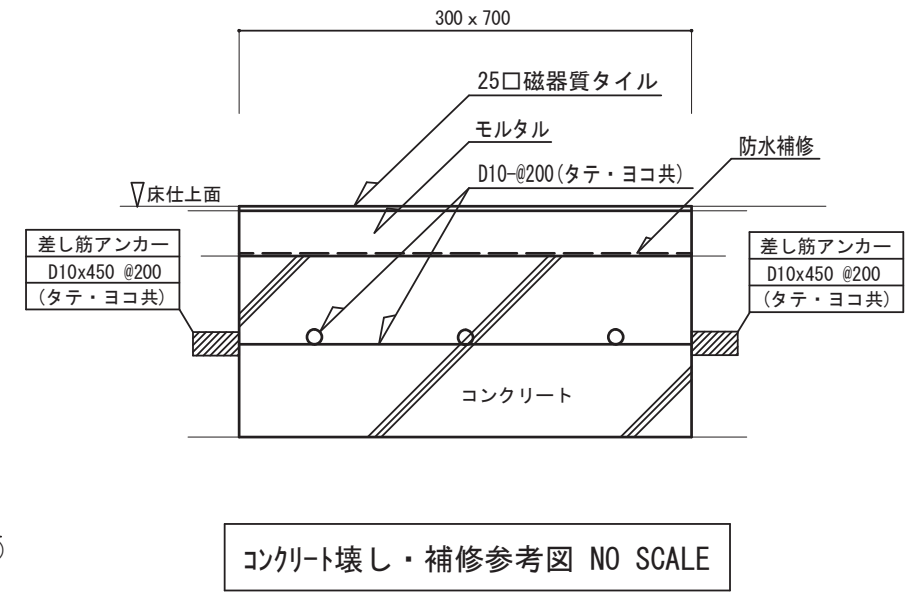 300 x 700
25口磁器質タイル
モルタル
防水補修
D10-@200(タテ・ヨコ共)
▽床仕上面
差し筋アンカー
D10x450 @200
(タテ・ヨコ共)
差し筋アンカー
D10x450 @200
(タテ・ヨコ共)
コンクリート
コンクリート壊し・補修参考図 NO SCALE